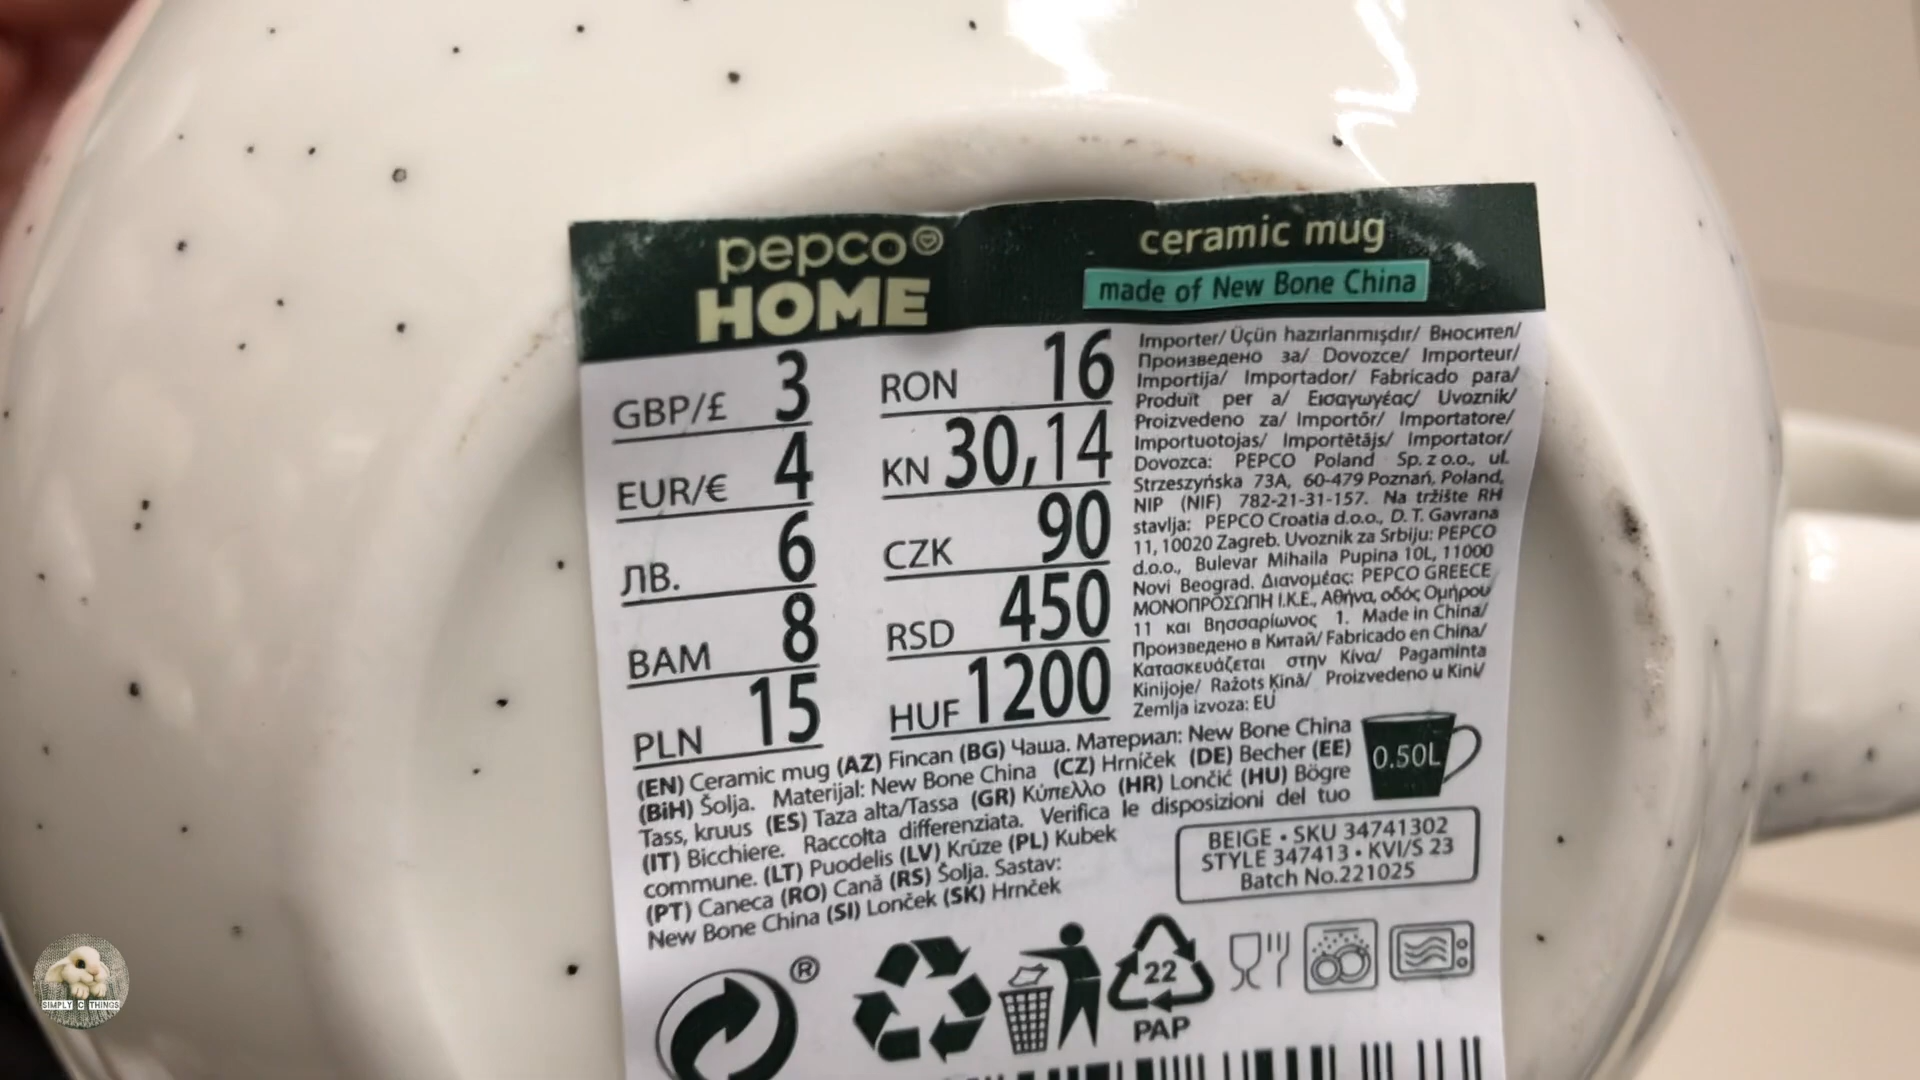 pepco®
HOME
ceramic mug
made of New Bone China
GBP/£ 3
EUR/€ 4
ЛВ. 6
BAM 8
PLN 15
RON 16
KN 30,14
CZK 90
RSD 450
HUF 1200
Importer/ Üçün hazırlanmışdır/ Вносител/
Произведено за/ Dovozce/ Importeur/
Importija/ Importador/ Fabricado para/
Produït per a/ Εισαγωγέας/ Uvoznik/
Proizvedeno za/ Importőr/ Importatore/
Importuotojas/ Importētājs/ Importator/
Dovozca: PEPCO Poland Sp. z o.o., ul.
Strzeszyńska 73A, 60-479 Poznań, Poland,
NIP (NIF) 782-21-31-157. Na tržište RH
stavlja: PEPCO Croatia d.o.o., D. T. Gavrana
11, 10020 Zagreb. Uvoznik za Srbiju: PEPCO
d.o.o., Bulevar Mihaila Pupina 10L, 11000
Novi Beograd. Διανομέας: PEPCO GREECE
ΜΟΝΟΠΡΟΣΩΠΗ Ι.Κ.Ε., Αθήνα, οδός Ομήρου
11 και Βησσαρίωνος 1. Made in China/
Произведено в Китай/ Fabricado en China/
Κατασκευάζεται στην Κίνα/ Pagaminta
Kinijoje/ Ražots Ķīnā/ Proizvedeno u Kini/
Zemlja izvoza: EU
(EN) Ceramic mug (AZ) Fincan (BG) Чаша. Материал: New Bone China
(BiH) Šolja. Materijal: New Bone China (CZ) Hrníček (DE) Becher (EE)
Tass, kruus (ES) Taza alta/Tassa (GR) Κύπελλο (HR) Lončić (HU) Bögre
(IT) Bicchiere. Raccolta differenziata. Verifica le disposizioni del tuo
commune. (LT) Puodelis (LV) Krūze (PL) Kubek
(PT) Caneca (RO) Cană (RS) Šolja. Sastav:
New Bone China (SI) Lonček (SK) Hrnček
0.50L
BEIGE • SKU 34741302
STYLE 347413 • KVI/S 23
Batch No.221025
®
22
PAP
SIMPLY C THINGS